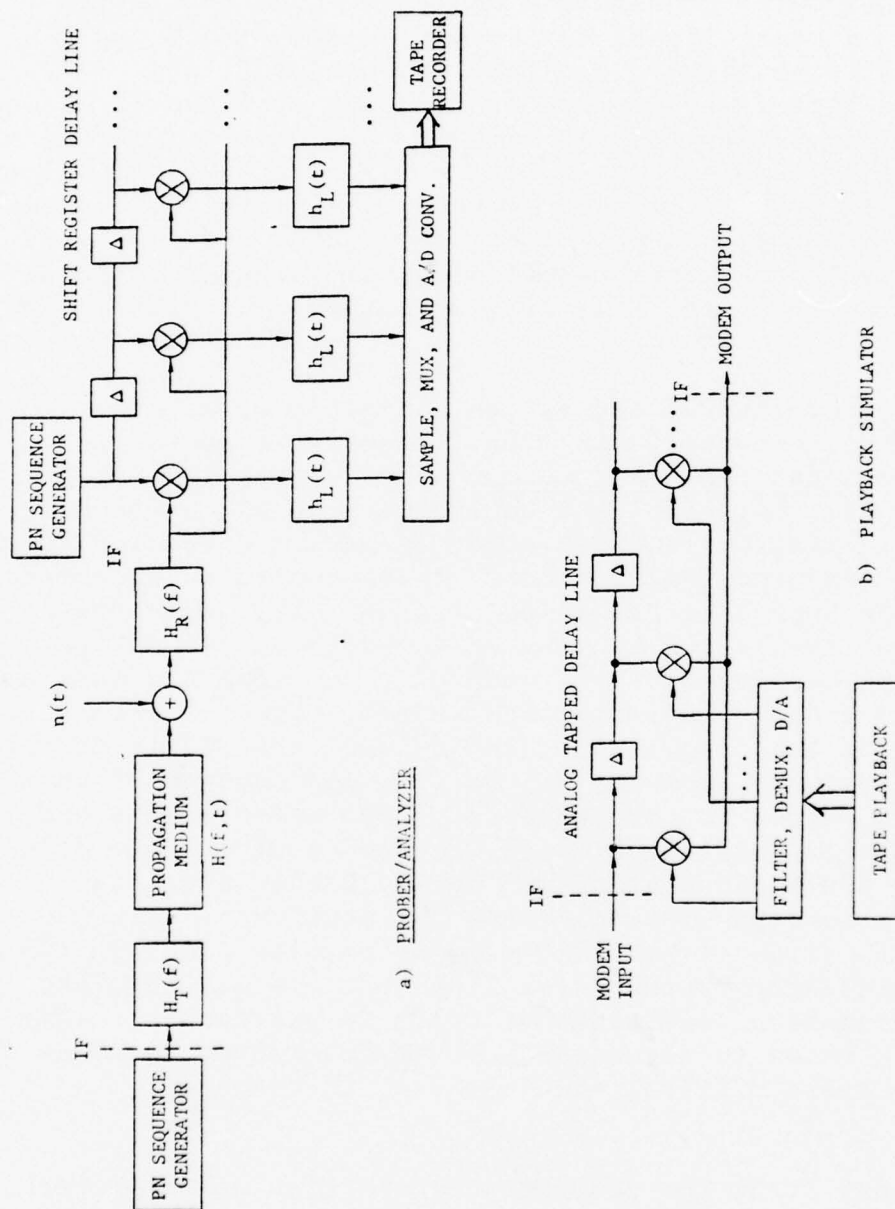 PN SEQUENCE
GENERATOR
IF
H_T(f)
PROPAGATION
MEDIUM
H(f,t)
n(t)
+
H_R(f)
IF
PN SEQUENCE
GENERATOR
SHIFT REGISTER DELAY LINE
Δ
Δ
...
...
h_L(t)
h_L(t)
h_L(t)
...
SAMPLE, MUX, AND A/D CONV.
TAPE
RECORDER
a) PROBER/ANALYZER
MODEM
INPUT
IF
ANALOG TAPPED DELAY LINE
Δ
Δ
...
...
IF
MODEM OUTPUT
FILTER, DEMUX, D/A
TAPE PLAYBACK
b) PLAYBACK SIMULATOR